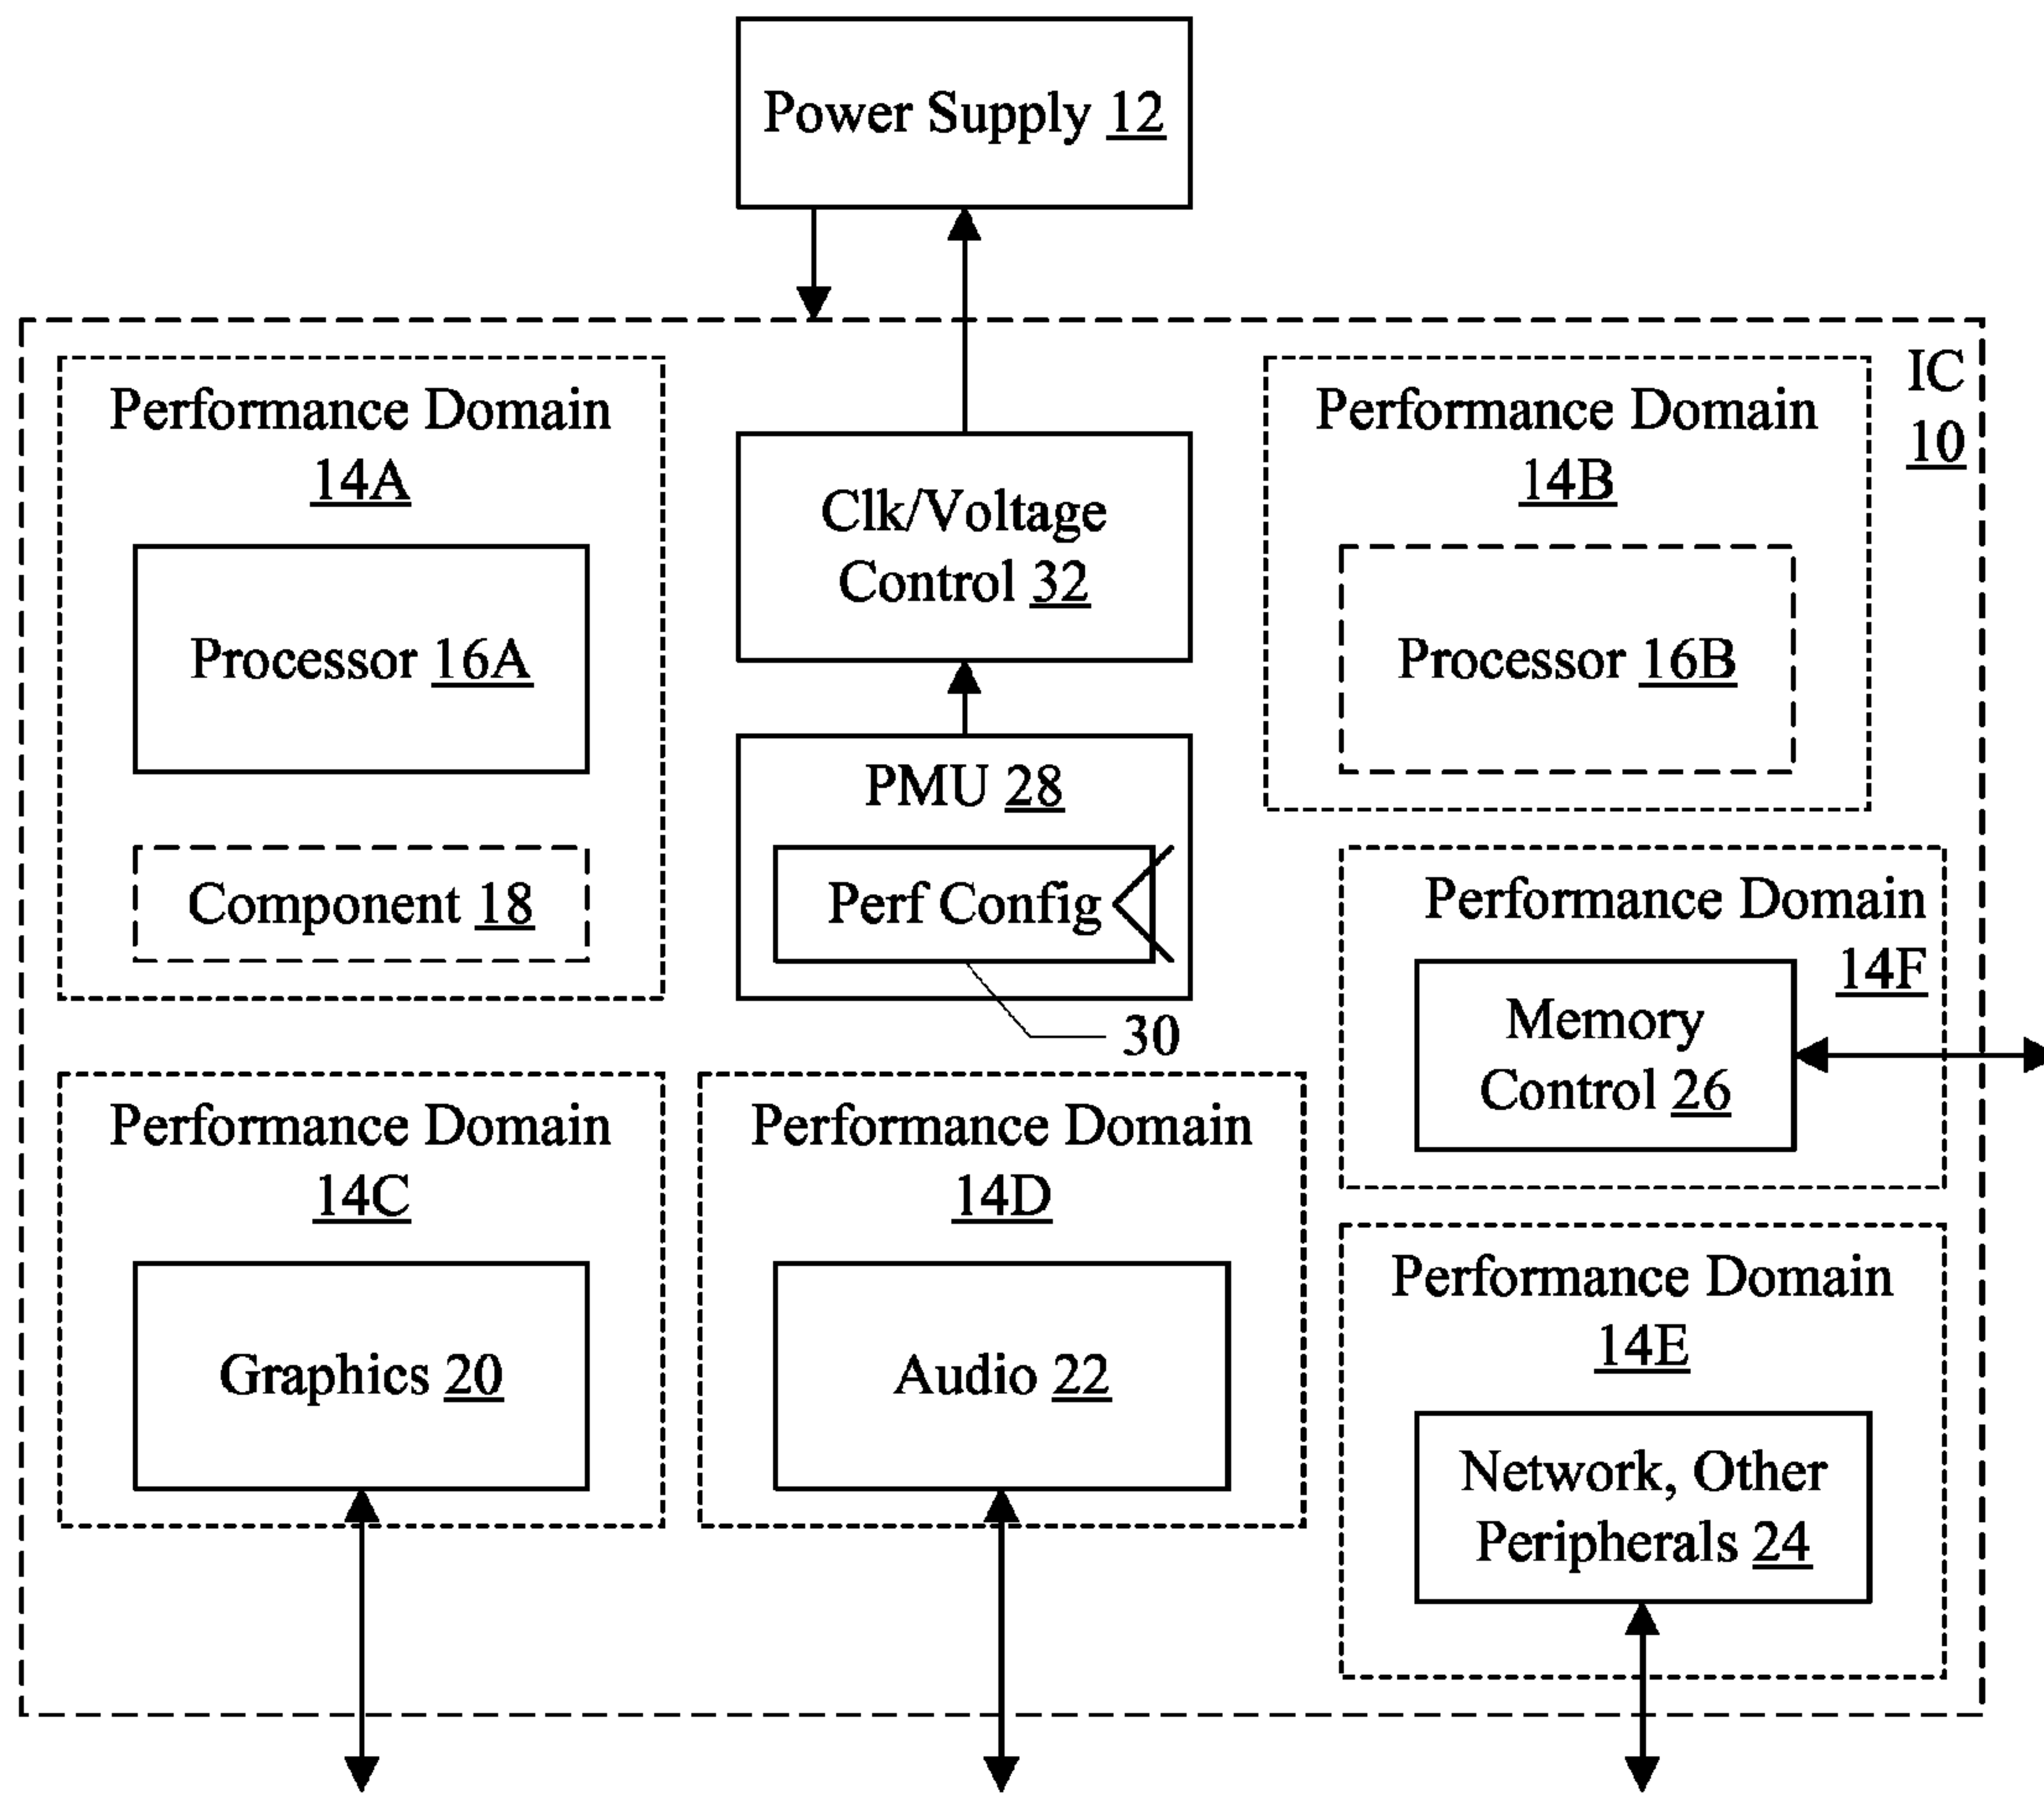 Power Supply 12
IC
10
Performance Domain
14A
Processor 16A
Component 18
Clk/Voltage
Control 32
PMU 28
Perf Config
30
Performance Domain
14B
Processor 16B
Performance Domain
14F
Memory
Control 26
Performance Domain
14C
Graphics 20
Performance Domain
14D
Audio 22
Performance Domain
14E
Network, Other
Peripherals 24